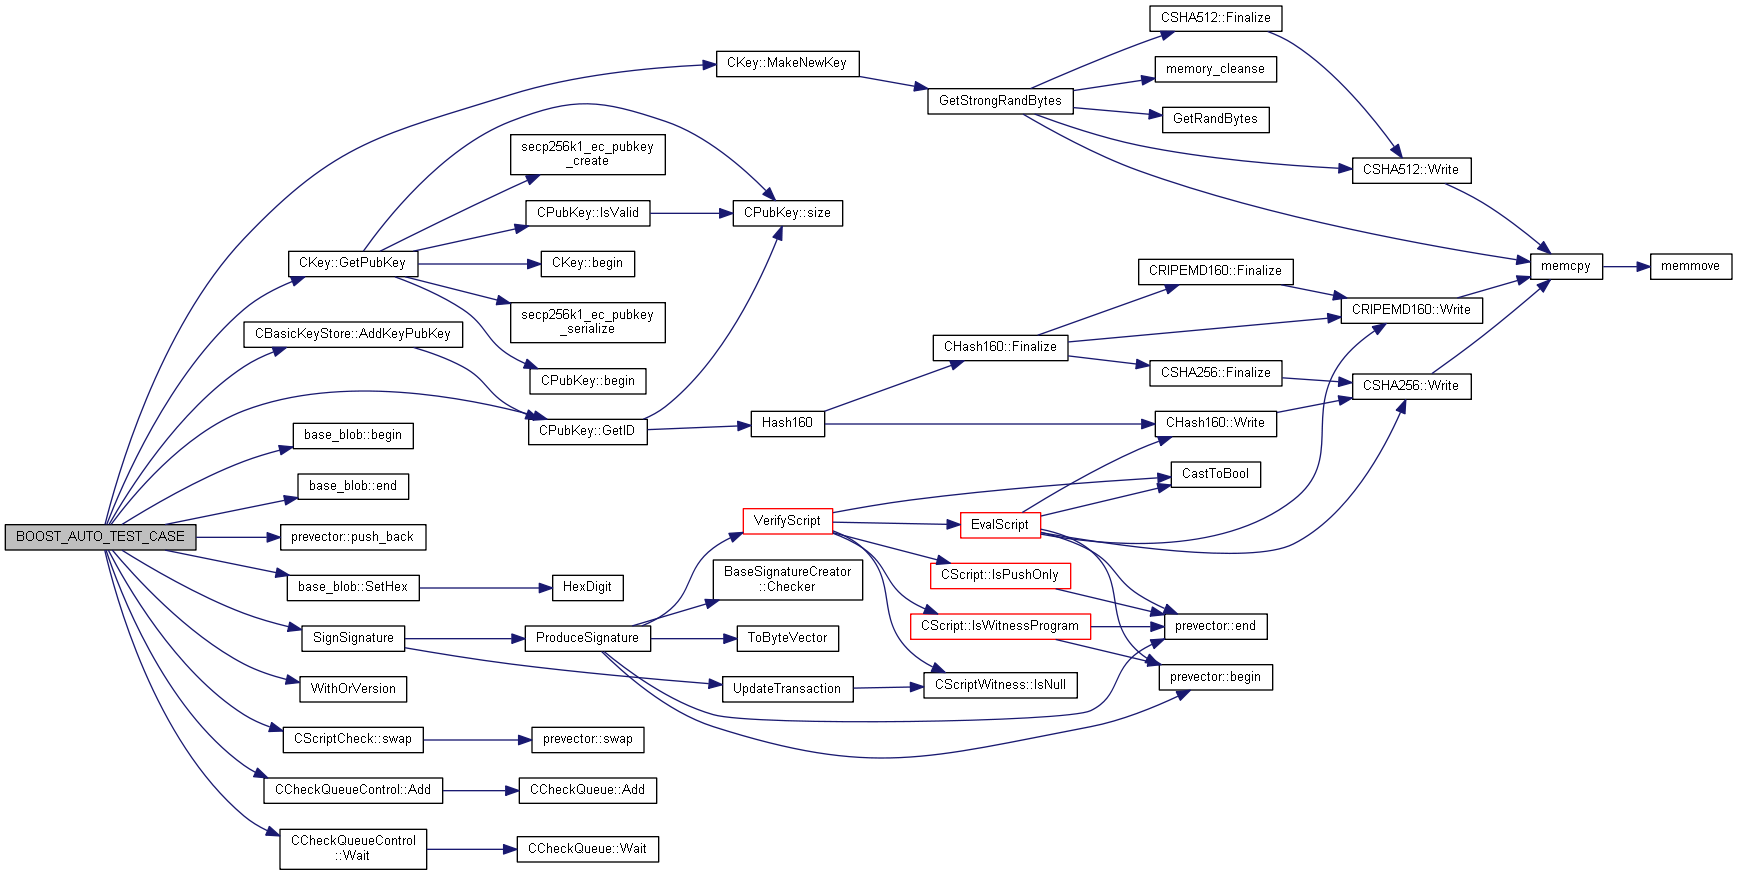 CSHA512::Finalize
CKey::MakeNewKey
memory_cleanse
GetStrongRandBytes
GetRandBytes
secp256k1_ec_pubkey
_create
CSHA512::Write
CPubKey::IsValid
CPubKey::size
CKey::GetPubKey
CKey::begin
memcpy
memmove
CRIPEMD160::Finalize
secp256k1_ec_pubkey
_serialize
CRIPEMD160::Write
CBasicKeyStore::AddKeyPubKey
CHash160::Finalize
CSHA256::Finalize
CPubKey::begin
CSHA256::Write
Hash160
CHash160::Write
CPubKey::GetID
base_blob::begin
CastToBool
base_blob::end
VerifyScript
EvalScript
BOOST_AUTO_TEST_CASE
prevector::push_back
BaseSignatureCreator
::Checker
CScript::IsPushOnly
base_blob::SetHex
HexDigit
CScript::IsWitnessProgram
prevector::end
SignSignature
ProduceSignature
ToByteVector
prevector::begin
WithOrVersion
UpdateTransaction
CScriptWitness::IsNull
CScriptCheck::swap
prevector::swap
CCheckQueueControl::Add
CCheckQueue::Add
CCheckQueueControl
::Wait
CCheckQueue::Wait